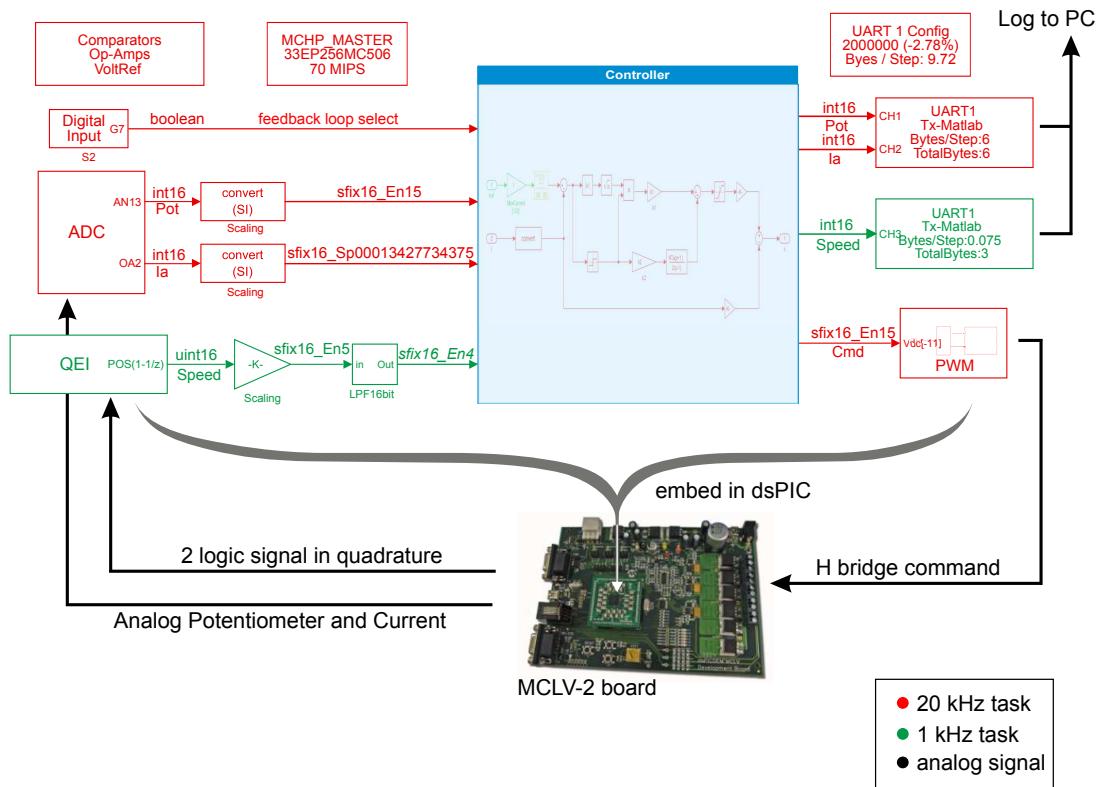 Log to PC
Comparators
Op-Amps
VoltRef
MCHP_MASTER
33EP256MC506
70 MIPS
UART 1 Config
2000000 (-2.78%)
Byes / Step: 9.72
Controller
Digital
Input
G7
S2
boolean
feedback loop select
ADC
AN13
OA2
int16
Pot
convert
(SI)
Scaling
sfix16_En15
int16
Ia
convert
(SI)
Scaling
sfix16_Sp00013427734375
QEI
POS(1-1/z)
uint16
Speed
-K-
Scaling
sfix16_En5
in
Out
LPF16bit
sfix16_En4
convert
int16
Pot
int16
Ia
CH1
CH2
UART1
Tx-Matlab
Bytes/Step:6
TotalBytes:6
int16
Speed
CH3
UART1
Tx-Matlab
Bytes/Step:0.075
TotalBytes:3
sfix16_En15
Cmd
Vdc[-11]
PWM
embed in dsPIC
2 logic signal in quadrature
H bridge command
Analog Potentiometer and Current
Development Board
MCLV-2 board
20 kHz task
1 kHz task
analog signal